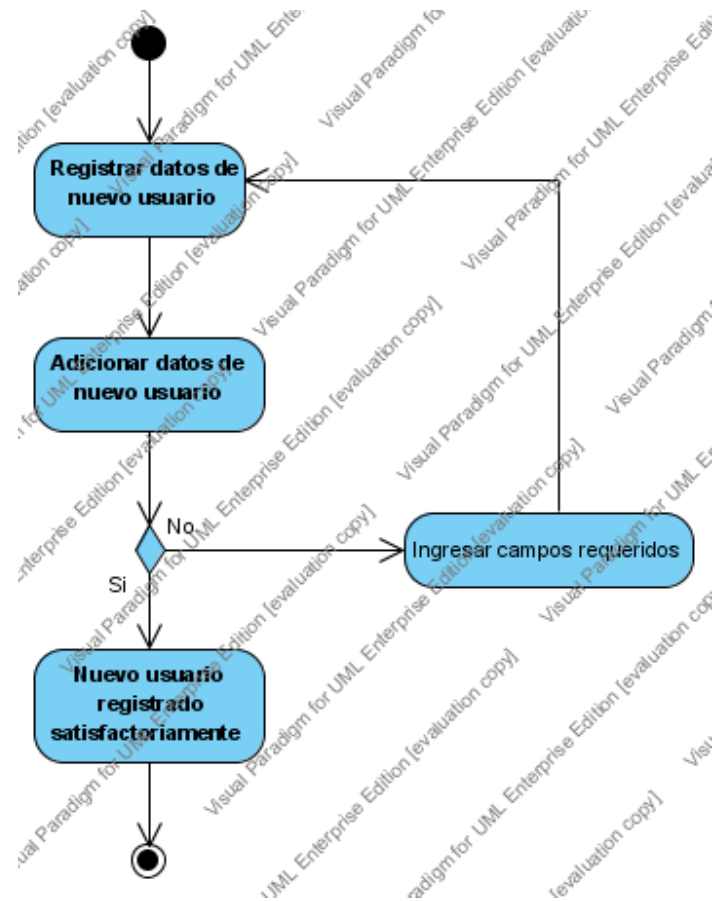 Registrar datos de
nuevo usuario
Adicionar datos de
nuevo usuario
No
Ingresar campos requeridos
Si
Nuevo usuario
registrado
satisfactoriamente
Visual Paradigm for UML Enterprise Edition [evaluation copy]